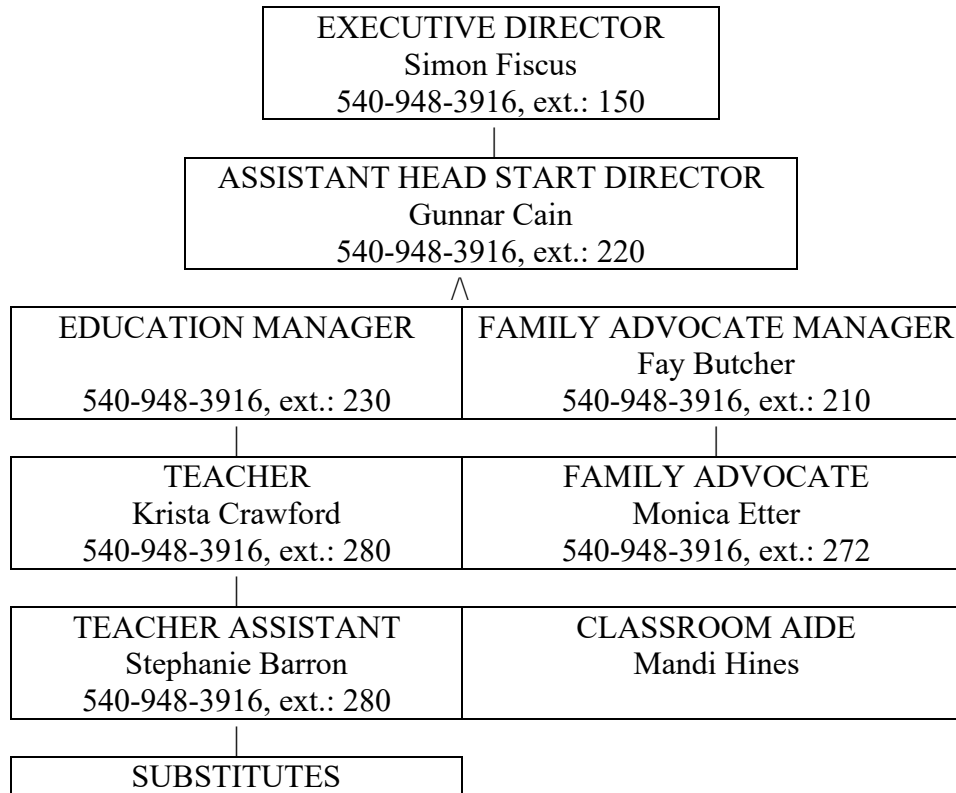 EXECUTIVE DIRECTOR
Simon Fiscus
540-948-3916, ext.: 150
ASSISTANT HEAD START DIRECTOR
Gunnar Cain
540-948-3916, ext.: 220
EDUCATION MANAGER
540-948-3916, ext.: 230
FAMILY ADVOCATE MANAGER
Fay Butcher
540-948-3916, ext.: 210
TEACHER
Krista Crawford
540-948-3916, ext.: 280
FAMILY ADVOCATE
Monica Etter
540-948-3916, ext.: 272
TEACHER ASSISTANT
Stephanie Barron
540-948-3916, ext.: 280
CLASSROOM AIDE
Mandi Hines
SUBSTITUTES